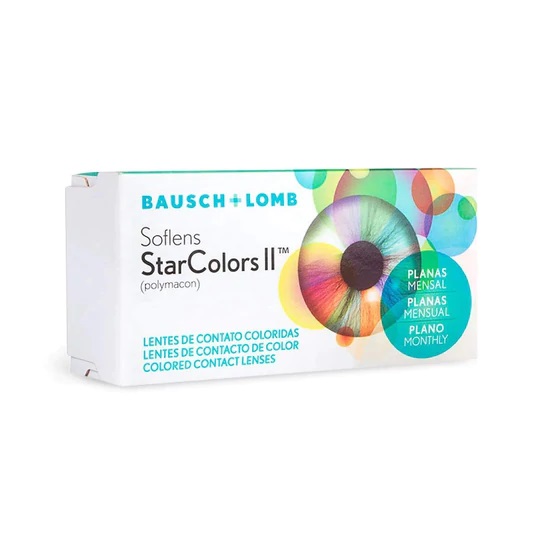 BAUSCH + LOMB
Soflens
StarColors II™
(polymacon)
LENTES DE CONTATO COLORIDAS
LENTES DE CONTACTO DE COLOR
COLORED CONTACT LENSES
PLANAS
MENSAL
PLAÑAS
MENSUAL
PLANO
MONTHLY